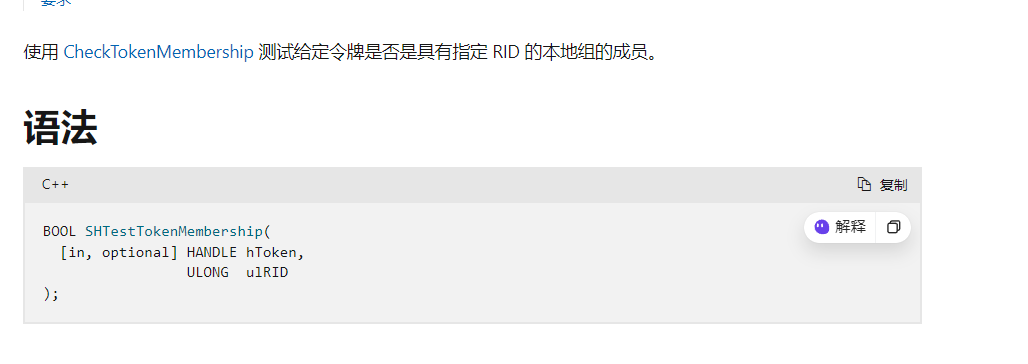 要求
使用 CheckTokenMembership 测试给定令牌是否是具有指定 RID 的本地组的成员。
语法
C++
复制
解释
BOOL SHTestTokenMembership(
[in, optional] HANDLE hToken,
ULONG ulRID
);